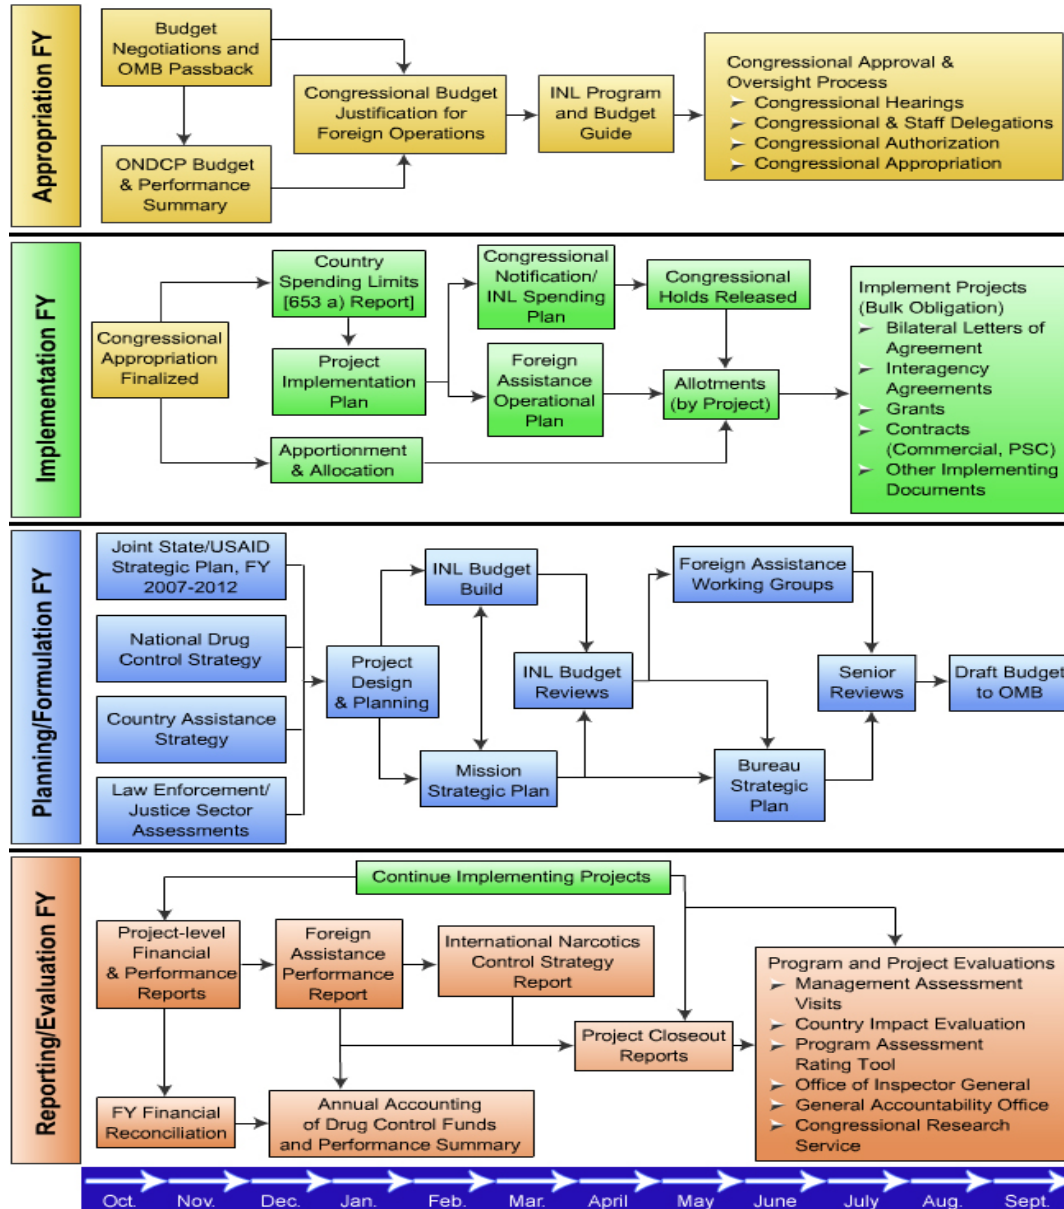 Appropriation FY
Budget
Negotiations and
OMB Passback
ONDCP Budget
& Performance
Summary
Congressional Budget
Justification for
Foreign Operations
INL Program
and Budget
Guide
Congressional Approval &
Oversight Process
➢ Congressional Hearings
➢ Congressional & Staff Delegations
➢ Congressional Authorization
➢ Congressional Appropriation
Implementation FY
Congressional
Appropriation
Finalized
Country
Spending Limits
[653 a) Report]
Project
Implementation
Plan
Apportionment
& Allocation
Congressional
Notification/
INL Spending
Plan
Foreign
Assistance
Operational
Plan
Congressional
Holds Released
Allotments
(by Project)
Implement Projects
(Bulk Obligation)
➢ Bilateral Letters of
Agreement
➢ Interagency
Agreements
➢ Grants
➢ Contracts
(Commercial, PSC)
➢ Other Implementing
Documents
Planning/Formulation FY
Joint State/USAID
Strategic Plan, FY
2007-2012
National Drug
Control Strategy
Country Assistance
Strategy
Law Enforcement/
Justice Sector
Assessments
Project
Design
& Planning
INL Budget
Build
Mission
Strategic Plan
INL Budget
Reviews
Foreign Assistance
Working Groups
Bureau
Strategic
Plan
Senior
Reviews
Draft Budget
to OMB
Reporting/Evaluation FY
Continue Implementing Projects
Project-level
Financial
& Performance
Reports
Foreign
Assistance
Performance
Report
International Narcotics
Control Strategy
Report
FY Financial
Reconciliation
Annual Accounting
of Drug Control Funds
and Performance Summary
Project Closeout
Reports
Program and Project Evaluations
➢ Management Assessment
Visits
➢ Country Impact Evaluation
➢ Program Assessment
Rating Tool
➢ Office of Inspector General
➢ General Accountability Office
➢ Congressional Research
Service
Oct. Nov. Dec. Jan. Feb. Mar. April May June July Aug. Sept.